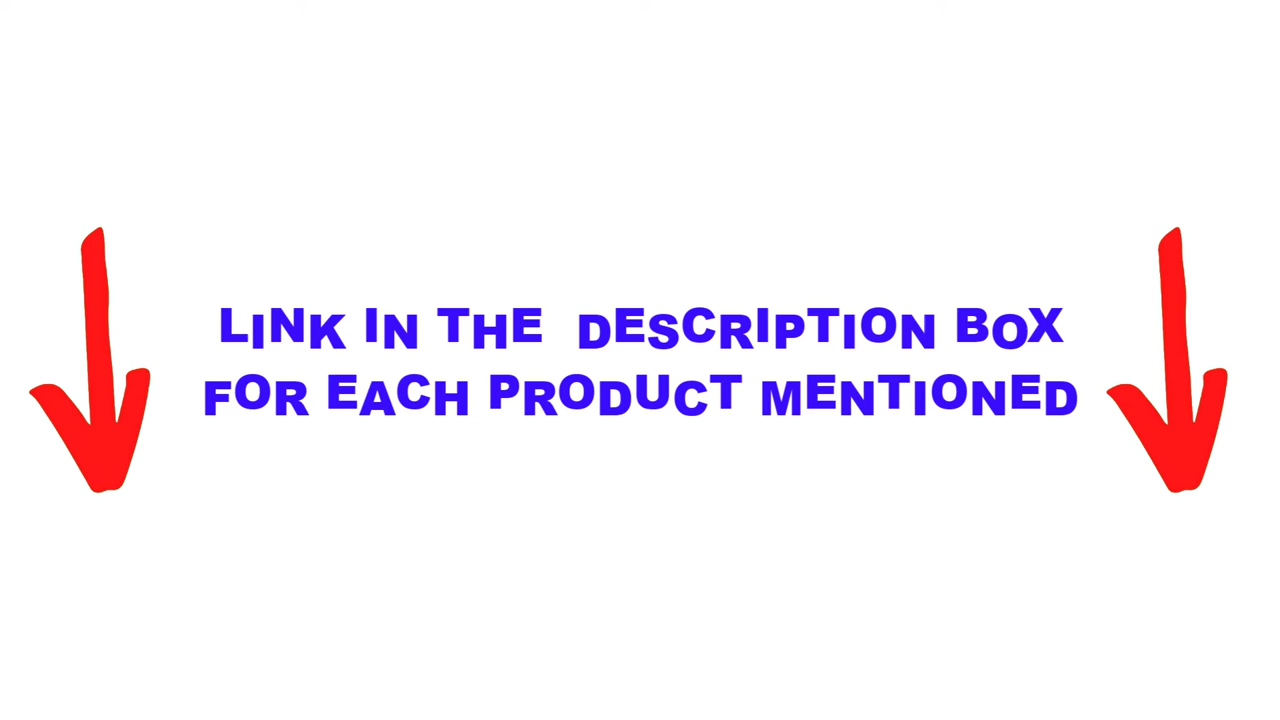 LINK IN THE DESCRIPTION BOX
FOR EACH PRODUCT MENTIONED